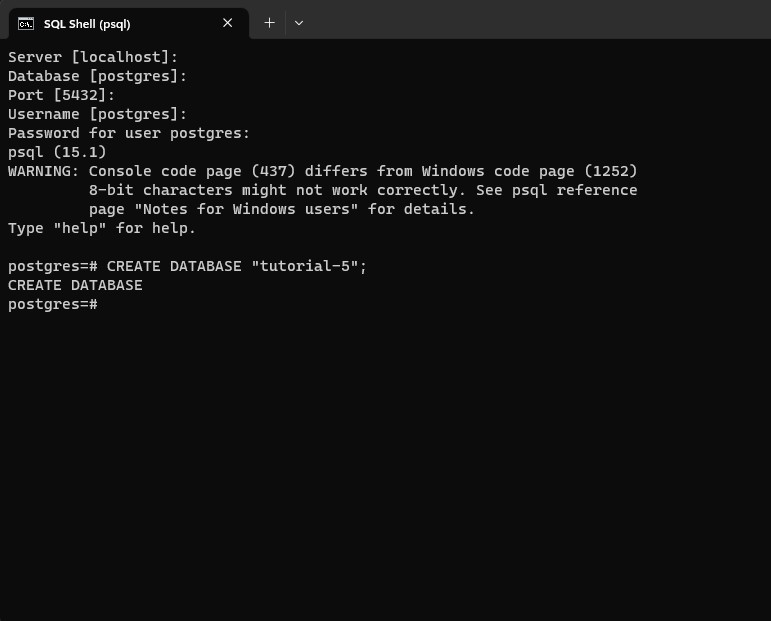 SQL Shell (psql)
Server [localhost]:
Database [postgres]:
Port [5432]:
Username [postgres]:
Password for user postgres:
psql (15.1)
WARNING: Console code page (437) differs from Windows code page (1252)
         8-bit characters might not work correctly. See psql reference
         page "Notes for Windows users" for details.
Type "help" for help.

postgres=# CREATE DATABASE "tutorial-5";
CREATE DATABASE
postgres=#